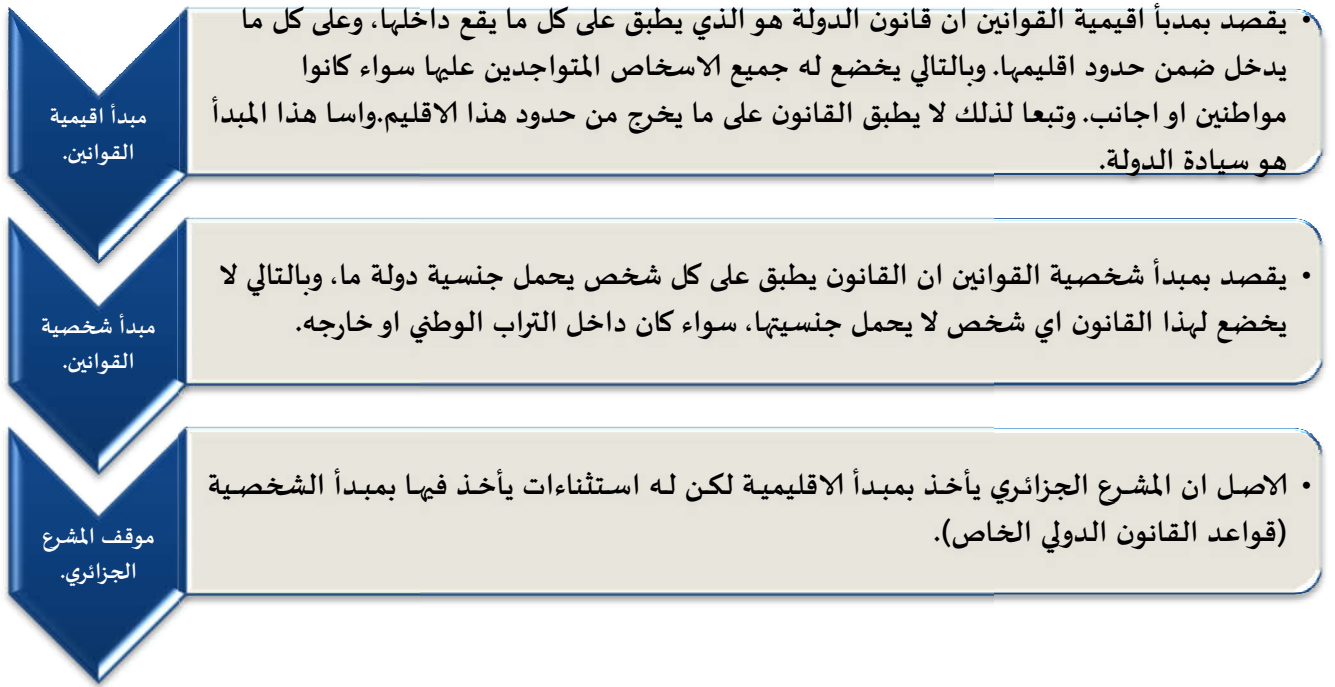 مبدأ اقيمية
القوانين.
• يقصد بمدبأ اقيمية القوانين ان قانون الدولة هو الذي يطبق على كل ما يقع داخلها، وعلى كل ما
يدخل ضمن حدود اقليمها. وبالتالي يخضع له جميع الاسخاص المتواجدين عليها سواء كانوا
مواطنين او اجانب. وتبعا لذلك لا يطبق القانون على ما يخرج من حدود هذا الاقليم.واسا هذا المبدأ
هو سيادة الدولة.
مبدأ شخصية
القوانين.
• يقصد بمبدأ شخصية القوانين ان القانون يطبق على كل شخص يحمل جنسية دولة ما، وبالتالي لا
يخضع لهذا القانون اي شخص لا يحمل جنسيتها، سواء كان داخل التراب الوطني او خارجه.
موقف المشرع
الجزائري.
• الاصل ان المشرع الجزائري يأخذ بمبدأ الاقليمية لكن له استثناءات يأخذ فيها بمبدأ الشخصية
(قواعد القانون الدولي الخاص).